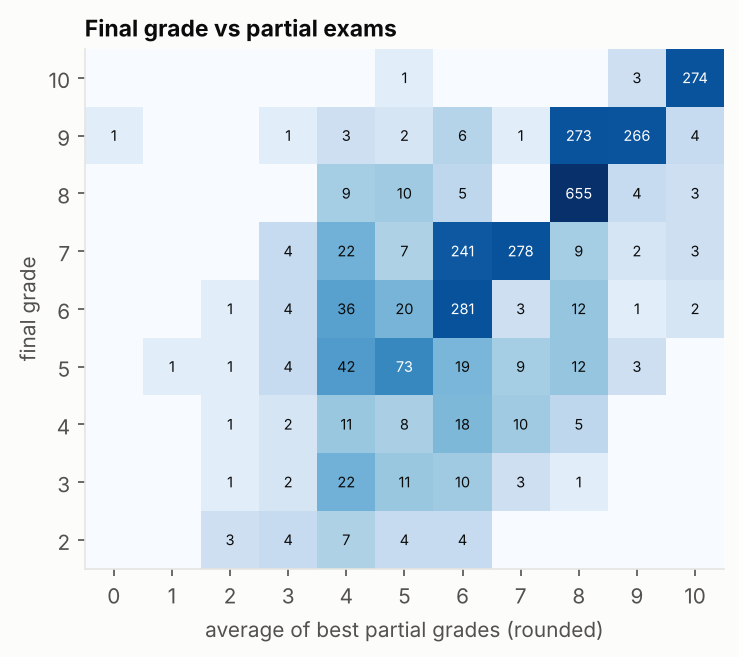 Final grade vs partial exams
10 1 3 274
9 1 1 3 2 6 1 273 266 4
8 9 10 5 655 4 3
7 4 22 7 241 278 9 2 3
6 1 4 36 20 281 3 12 1 2
5 1 1 4 42 73 19 9 12 3
4 1 2 11 8 18 10 5
3 1 2 22 11 10 3 1
2 3 4 7 4 4
final grade
0 1 2 3 4 5 6 7 8 9 10
average of best partial grades (rounded)